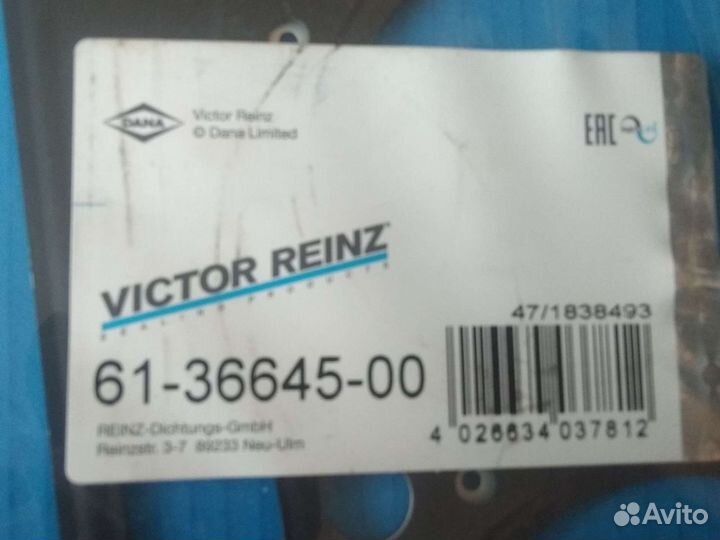 DANA
Victor Reinz
© Dana Limited
EAC
VICTOR REINZ
SEALING PRODUCTS
47/1838493
61-36645-00
4 026634 037812
REINZ-Dichtungs-GmbH
Reinzstr. 3-7 89233 Neu-Ulm
Avito